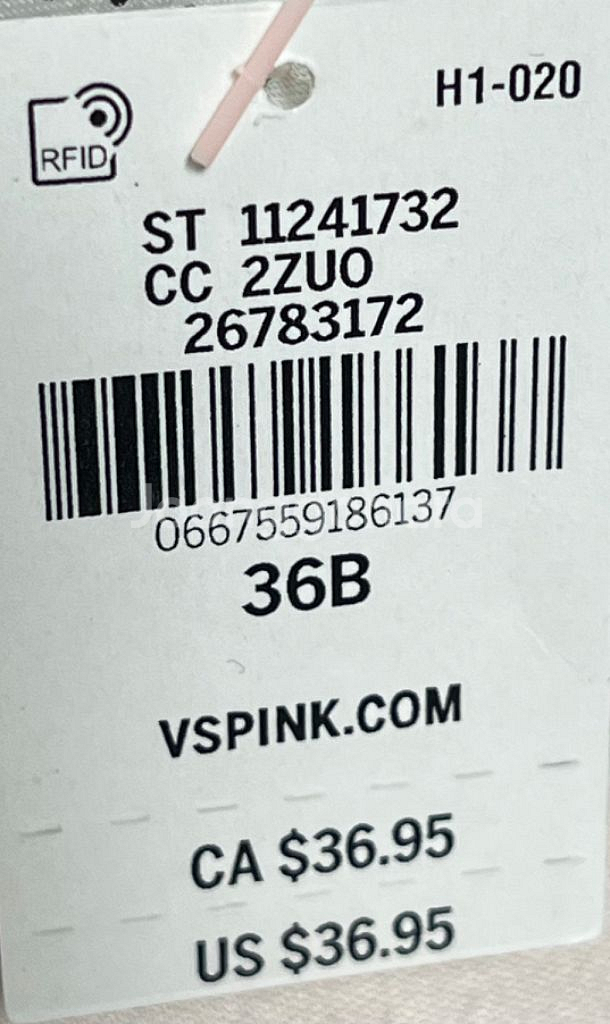 H1-020
RFID
ST 11241732
CC 2ZUO
26783172
0667559186137
36B
VSPINK.COM
CA $36.95
US $36.95